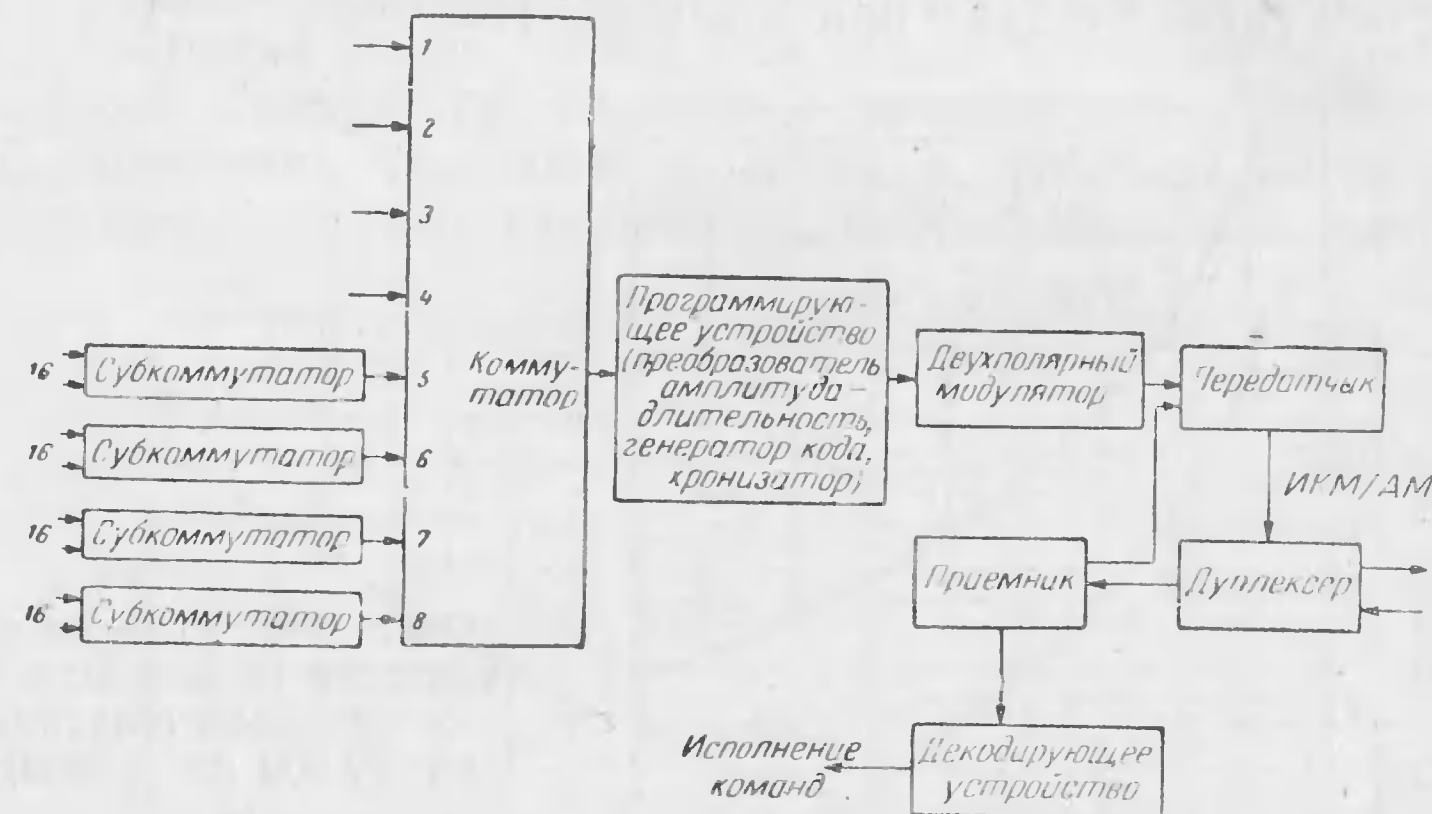 1
2
3
4
16
Субкоммутатор
5
16
Субкоммутатор
6
16
Субкоммутатор
7
16
Субкоммутатор
8
Комму-
татор
Программирую-
щее устройство
(преобразователь
амплитуда –
длительность,
генератор кода,
хронизатор)
Двухполярный
модулятор
Передатчик
ИКМ/АМ
Приемник
Дуплексер
Декодирующее
устройство
Исполнение
команд